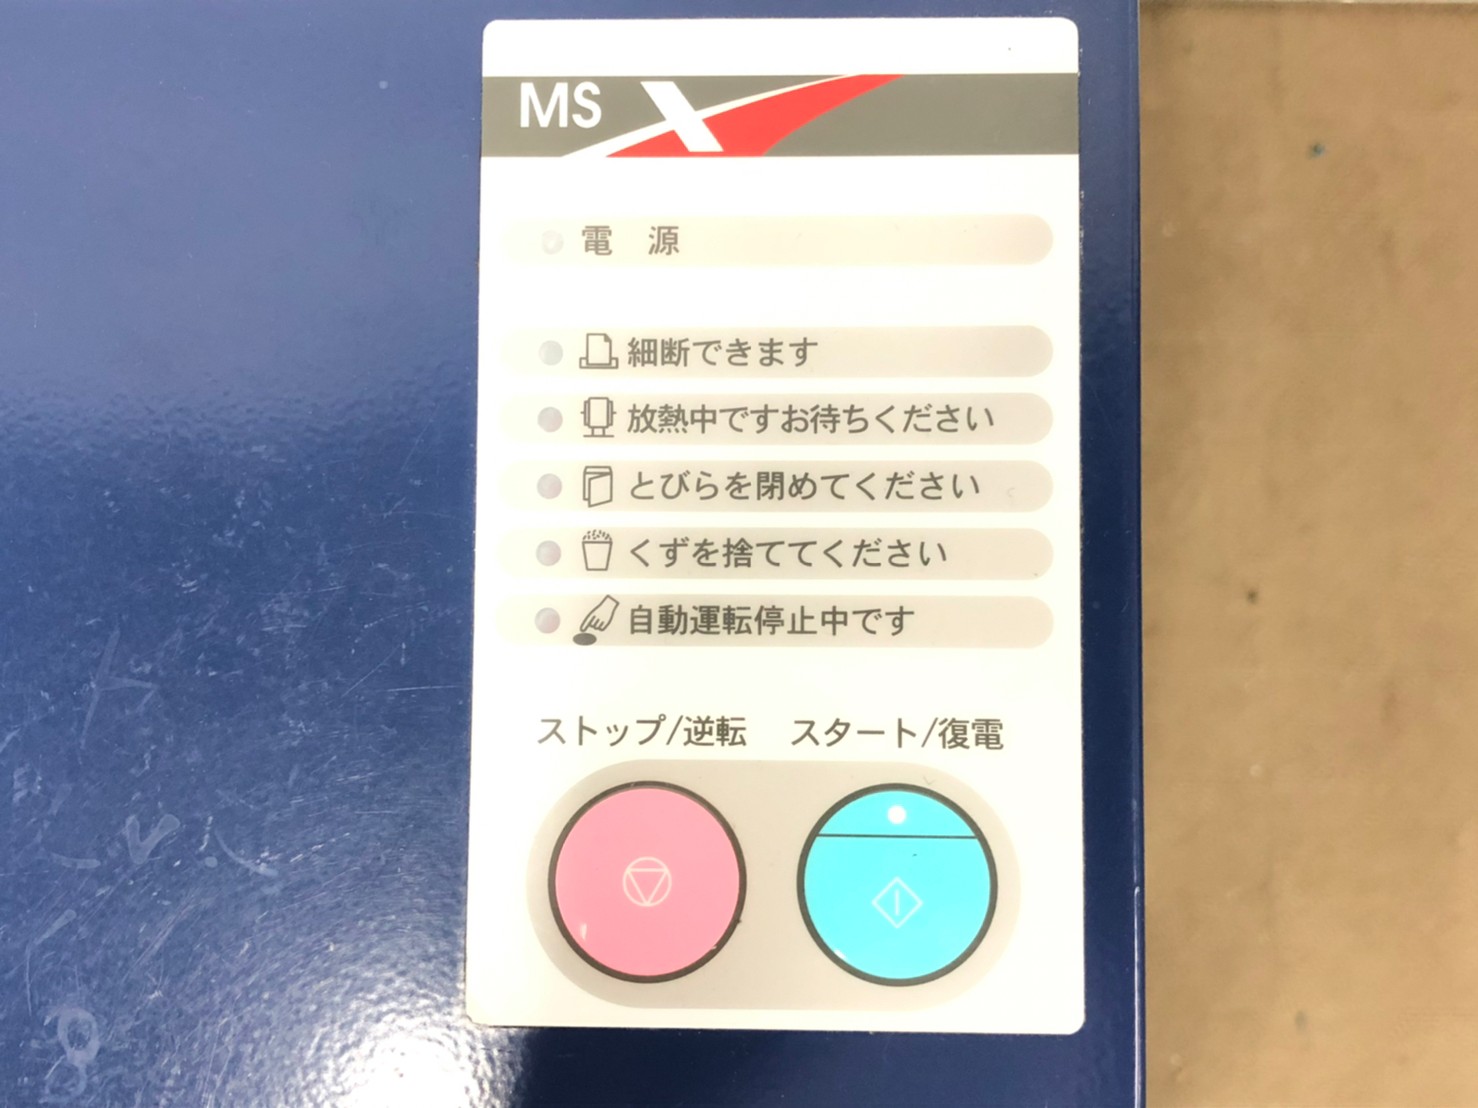 MS X
電 源
細断できます
放熱中ですお待ちください
とびらを閉めてください
くずを捨ててください
自動運転停止中です
ストップ/逆転 スタート/復電